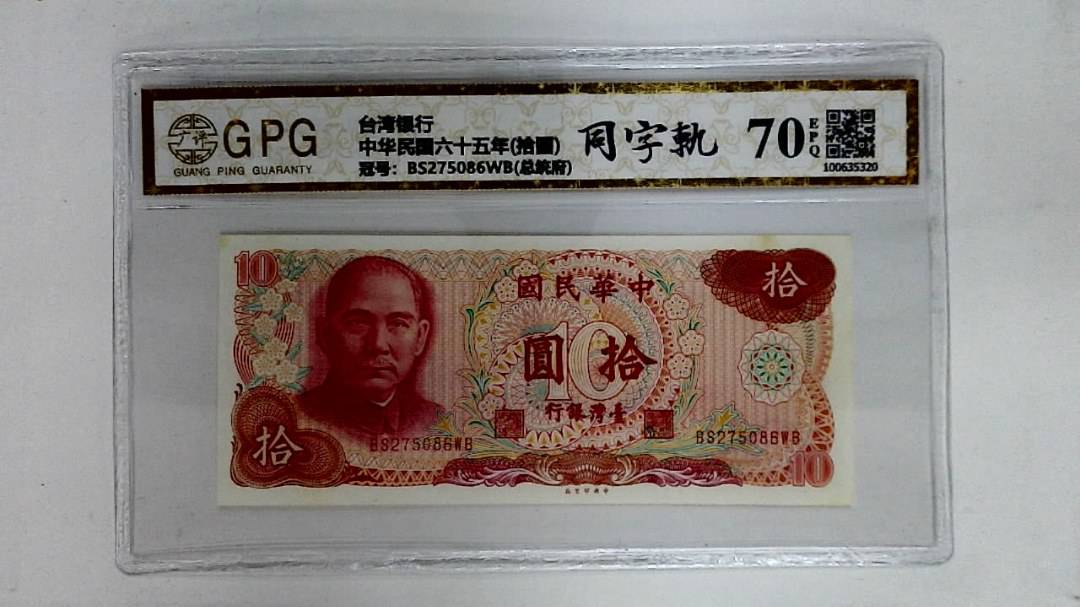 广评
GPG
GUANG PING GUARANTY
台湾银行
中华民国六十五年(拾圆)
冠号：BS275086WB(总统府)
同字軌
70
EPQ
100635320
10
中華民國
拾
拾圓
10
臺灣銀行
BS275086WB
BS275086WB
拾
10